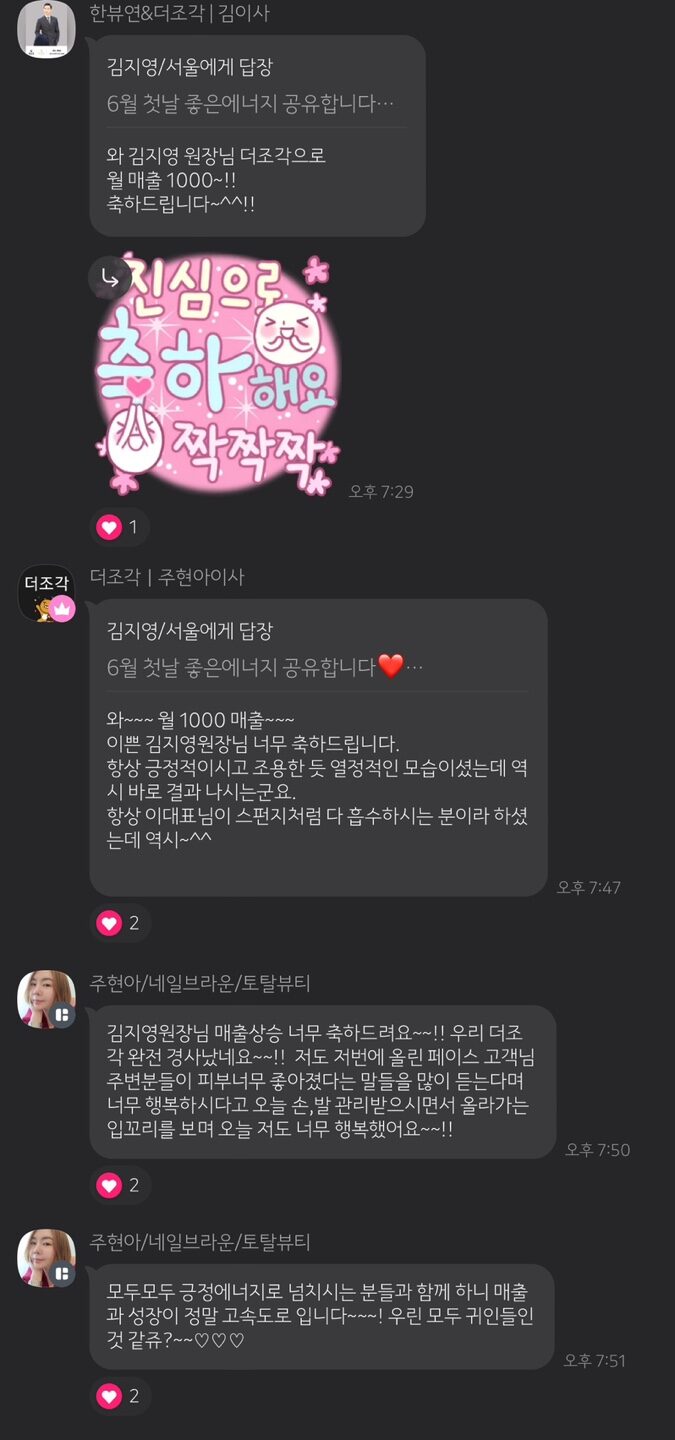 한뷰연&더조각 | 김이사
김지영/서울에게 답장
6월 첫날 좋은에너지 공유합니다…
와 김지영 원장님 더조각으로
월 매출 1000~!!
축하드립니다~^^!!
진심으로
축하
해요
짝짝짝
오후 7:29
1
더조각
더조각 | 주현아이사
김지영/서울에게 답장
6월 첫날 좋은에너지 공유합니다❤️…
와~~~ 월 1000 매출~~~
이쁜 김지영원장님 너무 축하드립니다.
항상 긍정적이시고 조용한 듯 열정적인 모습이셨는데 역
시 바로 결과 나시는군요.
항상 이대표님이 스펀지처럼 다 흡수하시는 분이라 하셨
는데 역시~^^
오후 7:47
2
주현아/네일브라운/토탈뷰티
김지영원장님 매출상승 너무 축하드려요~~!! 우리 더조
각 완전 경사났네요~~!! 저도 저번에 올린 페이스 고객님
주변분들이 피부너무 좋아졌다는 말들을 많이 듣는다며
너무 행복하시다고 오늘 손,발 관리받으시면서 올라가는
입꼬리를 보며 오늘 저도 너무 행복했어요~~!!
오후 7:50
2
주현아/네일브라운/토탈뷰티
모두모두 긍정에너지로 넘치시는 분들과 함께 하니 매출
과 성장이 정말 고속도로 입니다~~~! 우린 모두 귀인들인
것 같쥬?~~♡♡♡
오후 7:51
2